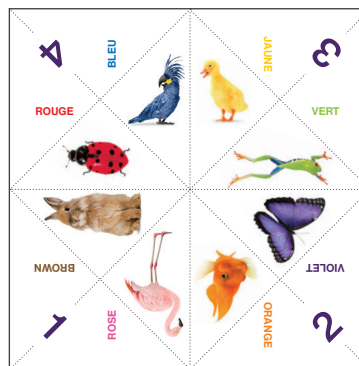 4
BLEU
JAUNE
3
ROUGE
VERT
BROWN
VIOLET
1
ROSE
ORANGE
2